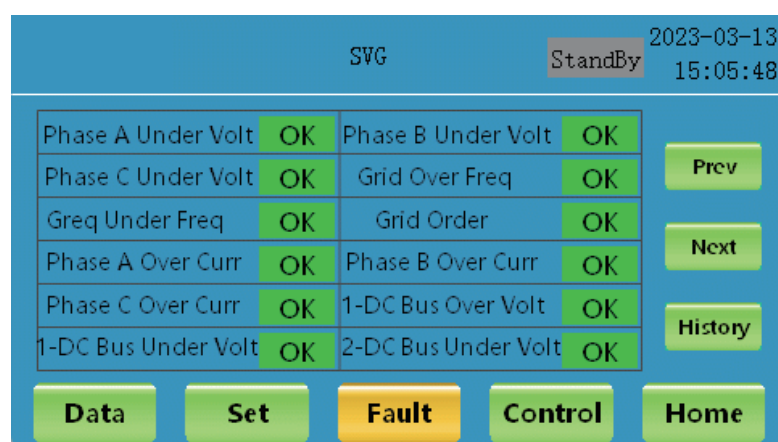 SVG
StandBy
2023-03-13
15:05:48
Phase A Under Volt OK Phase B Under Volt OK
Phase C Under Volt OK Grid Over Freq OK
Greq Under Freq OK Grid Order OK
Phase A Over Curr OK Phase B Over Curr OK
Phase C Over Curr OK 1-DC Bus Over Volt OK
1-DC Bus Under Volt OK 2-DC Bus Under Volt OK
Prev
Next
History
Data Set Fault Control Home